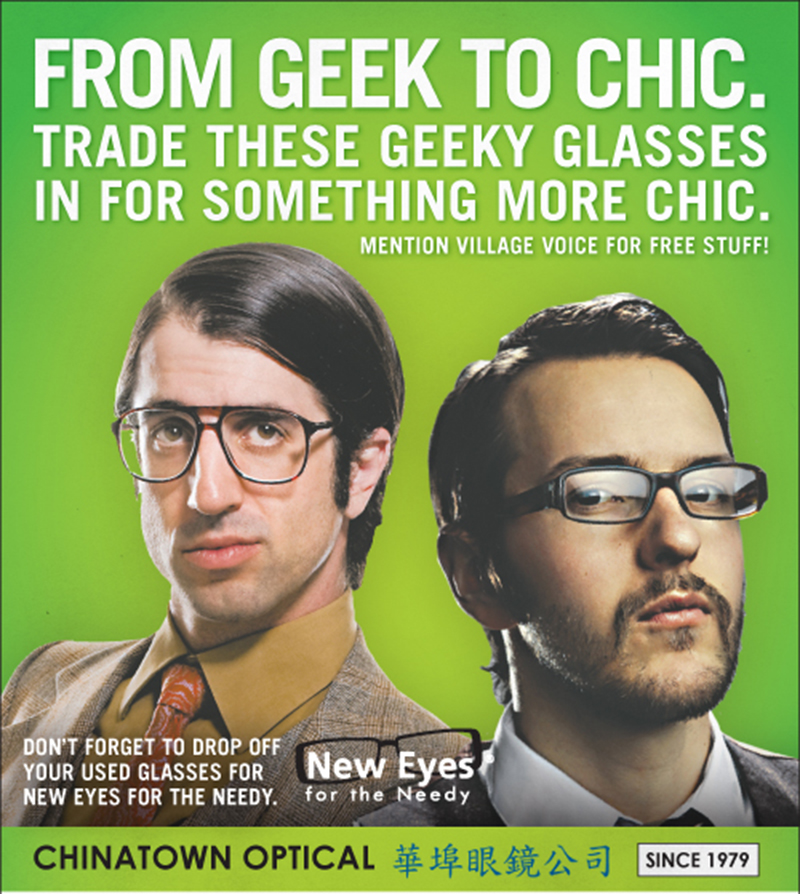 FROM GEEK TO CHIC.
TRADE THESE GEEKY GLASSES
IN FOR SOMETHING MORE CHIC.
MENTION VILLAGE VOICE FOR FREE STUFF!
DON'T FORGET TO DROP OFF
YOUR USED GLASSES FOR
NEW EYES FOR THE NEEDY.
New Eyes
for the Needy
CHINATOWN OPTICAL 華埠眼鏡公司 SINCE 1979